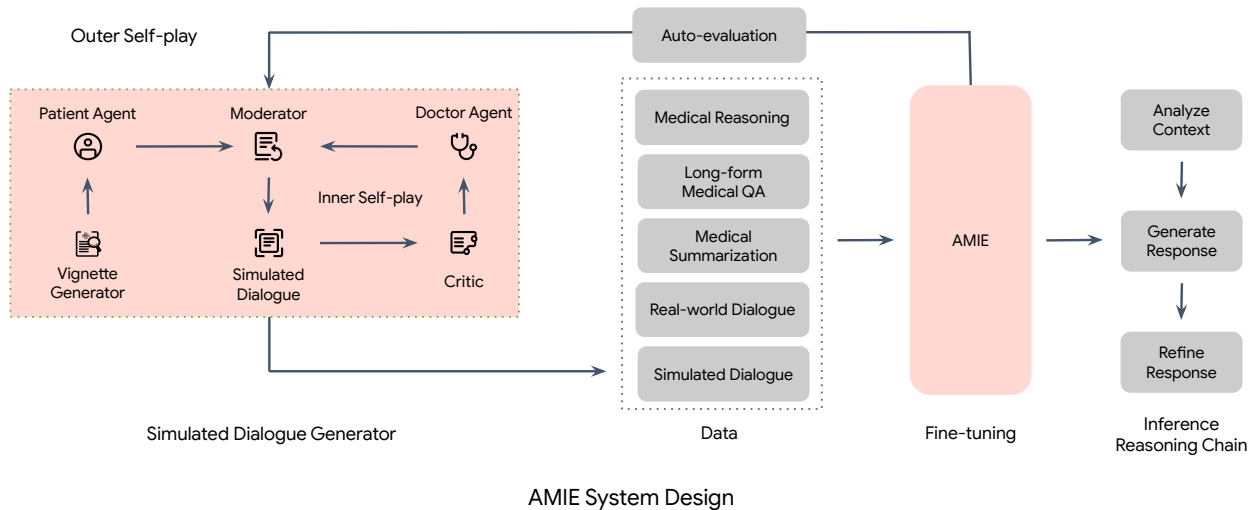 Outer Self-play
Auto-evaluation
Patient Agent
Moderator
Doctor Agent
Inner Self-play
Vignette
Generator
Simulated
Dialogue
Critic
Simulated Dialogue Generator
Medical Reasoning
Long-form
Medical QA
Medical
Summarization
Real-world Dialogue
Simulated Dialogue
Data
AMIE
Fine-tuning
Analyze
Context
Generate
Response
Refine
Response
Inference
Reasoning Chain
AMIE System Design